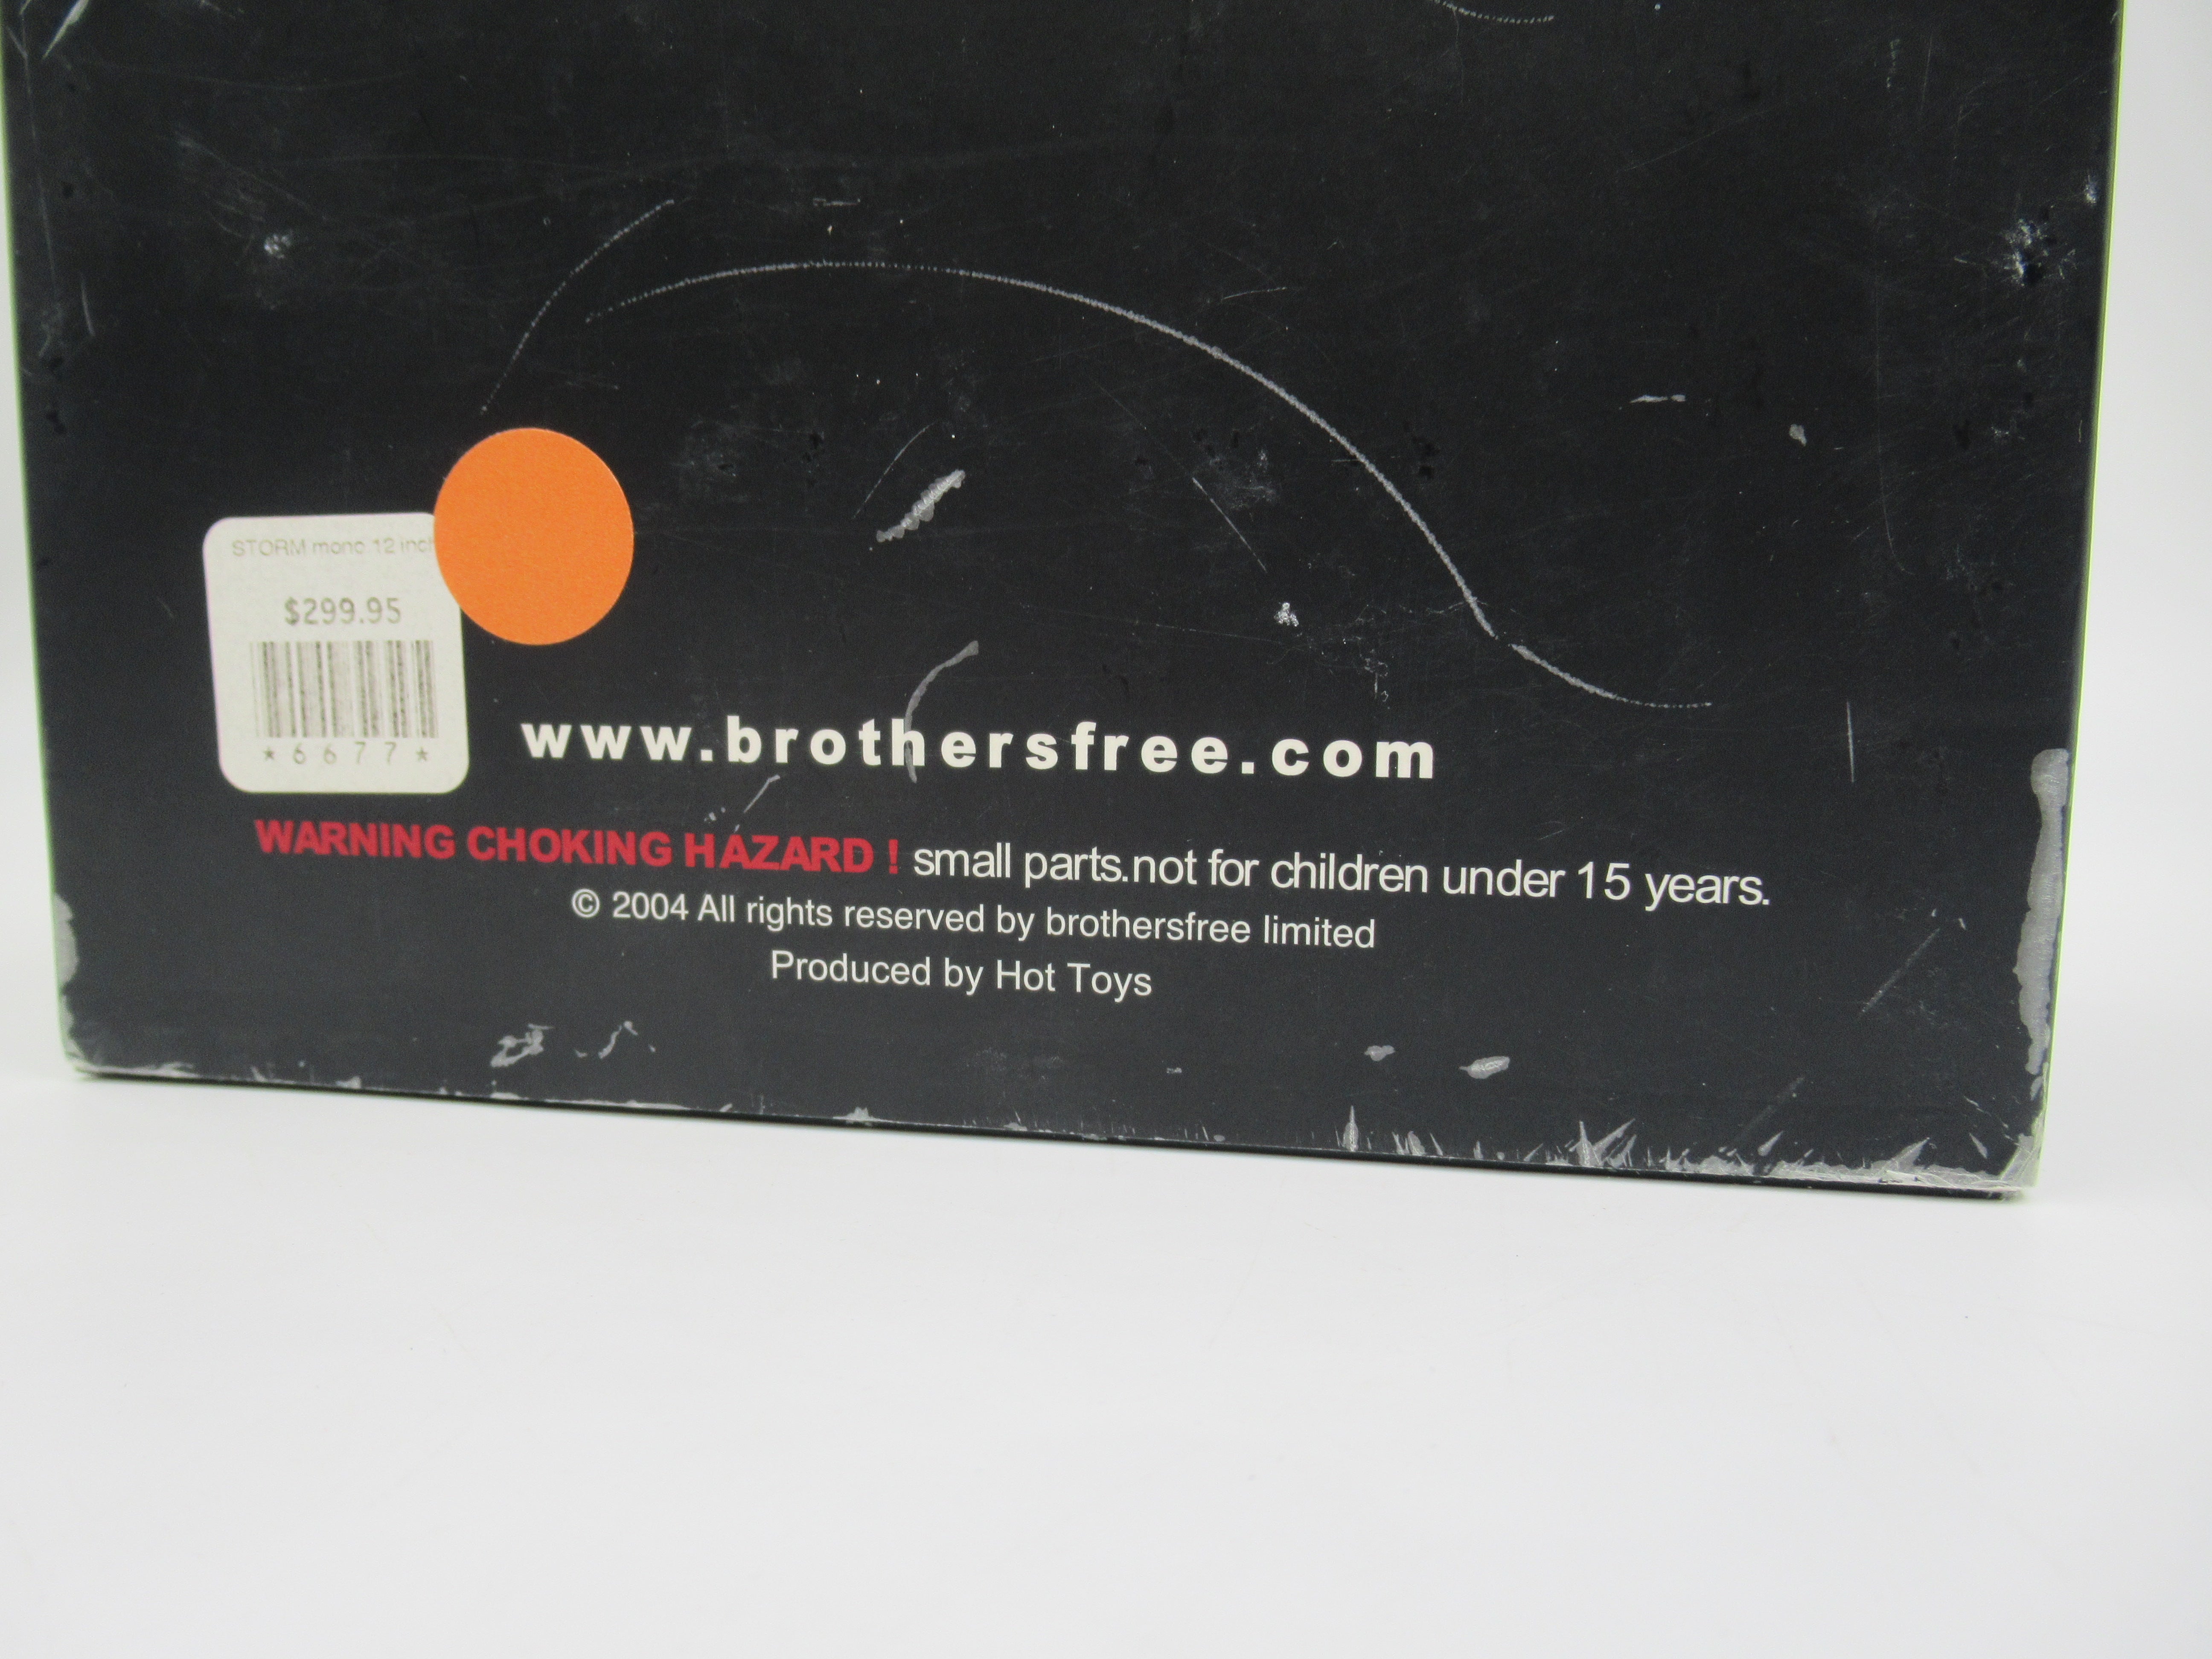 STORM mono 12 inch
$299.95
*6677*
www.brothersfree.com
WARNING CHOKING HAZARD ! small parts.not for children under 15 years.
© 2004 All rights reserved by brothersfree limited
Produced by Hot Toys